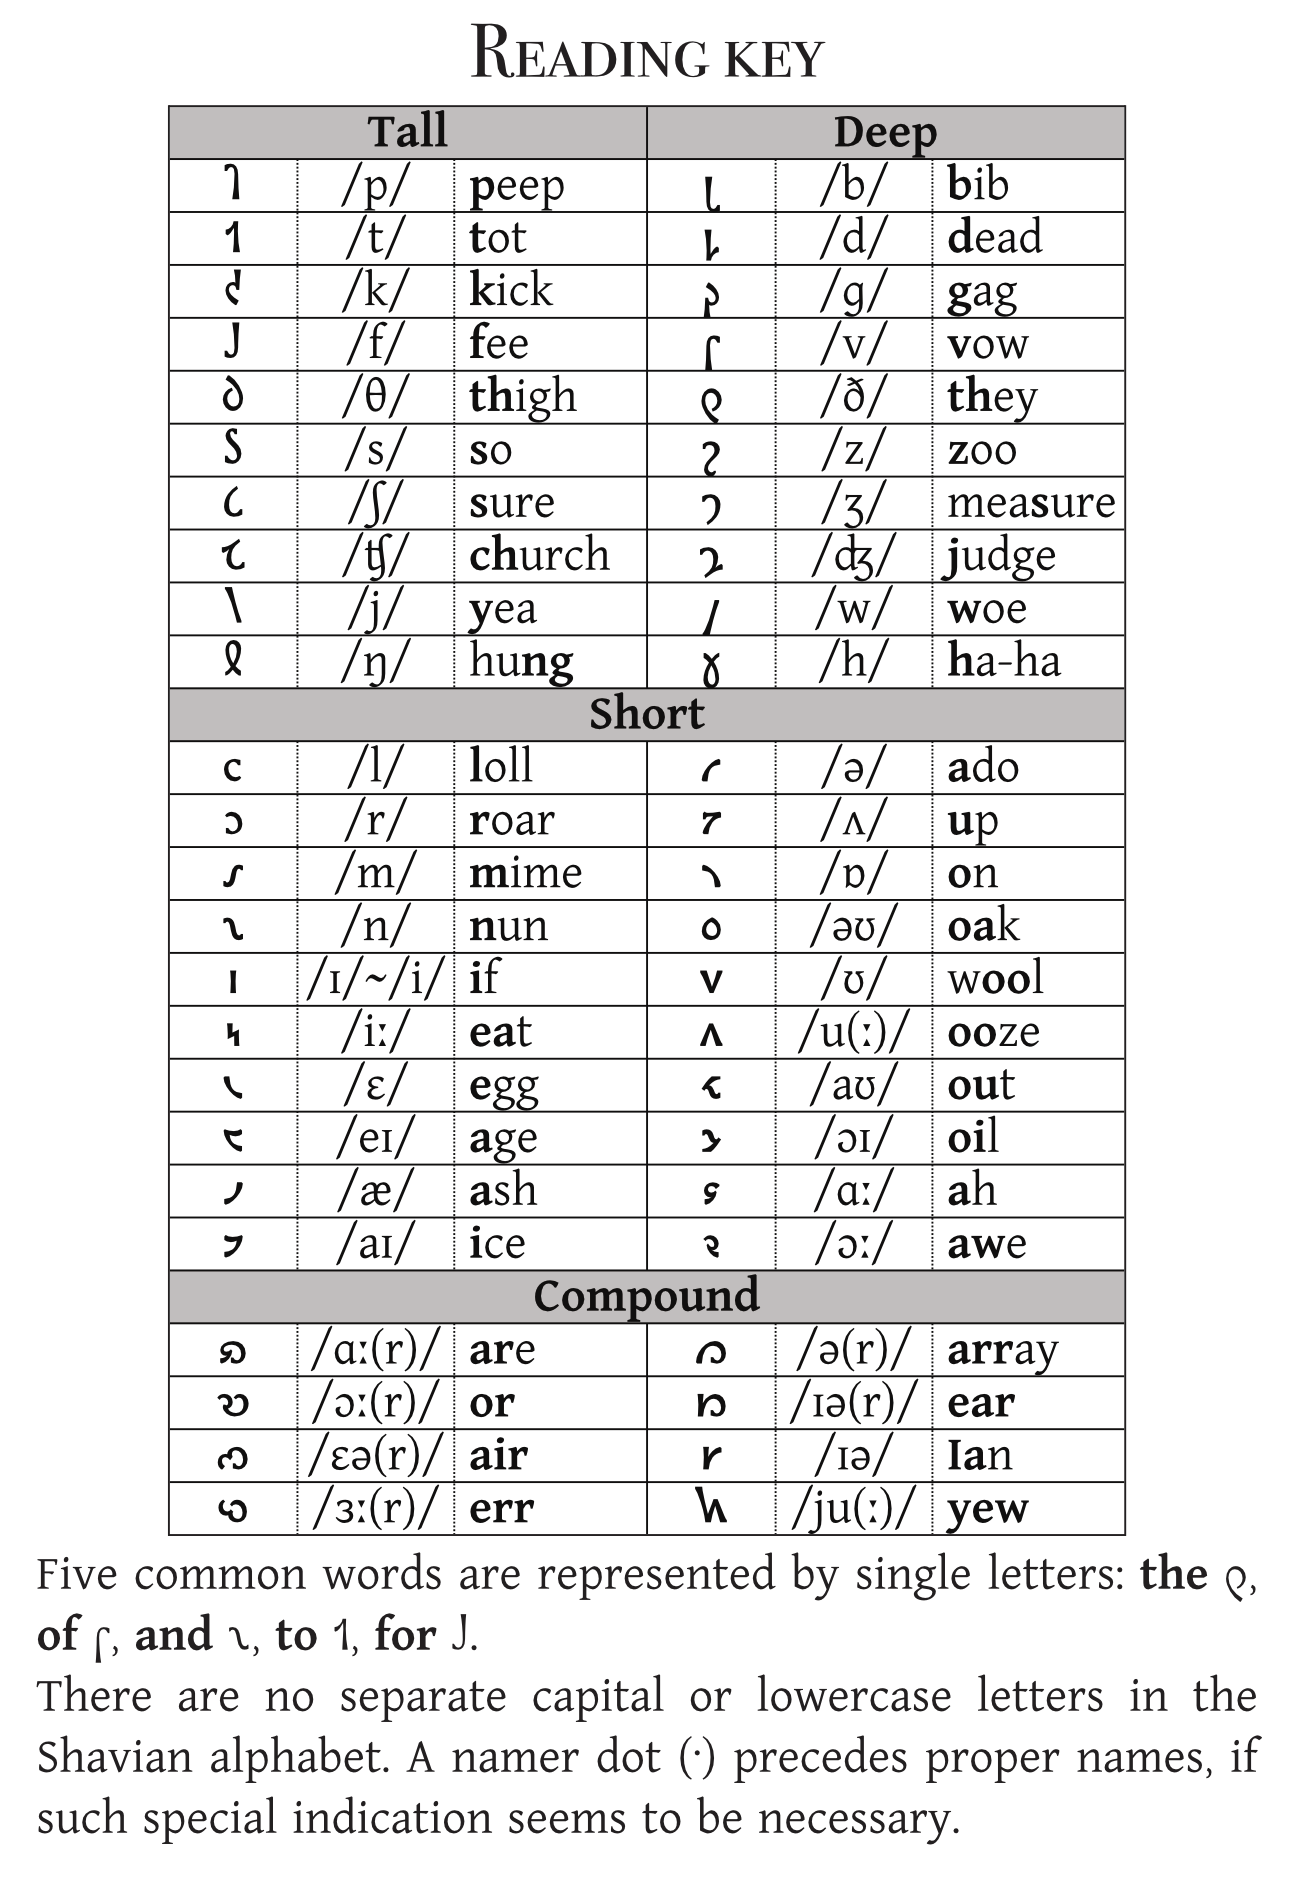 READING KEY
Tall Deep
𐑐 /p/ peep 𐑚 /b/ bib
𐑑 /t/ tot 𐑛 /d/ dead
𐑒 /k/ kick 𐑜 /ɡ/ gag
𐑓 /f/ fee 𐑝 /v/ vow
𐑔 /θ/ thigh 𐑞 /ð/ they
𐑕 /s/ so 𐑟 /z/ zoo
𐑖 /ʃ/ sure 𐑠 /ʒ/ measure
𐑗 /ʧ/ church 𐑡 /ʤ/ judge
𐑘 /j/ yea 𐑢 /w/ woe
𐑙 /ŋ/ hung 𐑣 /h/ ha-ha
Short
𐑤 /l/ loll 𐑩 /ə/ ado
𐑮 /r/ roar 𐑳 /ʌ/ up
𐑥 /m/ mime 𐑪 /ɒ/ on
𐑯 /n/ nun 𐑴 /əʊ/ oak
𐑦 /ɪ/~/i/ if 𐑫 /ʊ/ wool
𐑰 /iː/ eat 𐑵 /u(ː)/ ooze
𐑧 /ɛ/ egg 𐑬 /aʊ/ out
𐑱 /eɪ/ age 𐑶 /ɔɪ/ oil
𐑨 /æ/ ash 𐑭 /ɑː/ ah
𐑲 /aɪ/ ice 𐑷 /ɔː/ awe
Compound
𐑸 /ɑː(r)/ are 𐑼 /ə(r)/ array
𐑹 /ɔː(r)/ or 𐑽 /ɪə(r)/ ear
𐑺 /ɛə(r)/ air 𐑾 /ɪə/ Ian
𐑻 /ɜː(r)/ err 𐑿 /ju(ː)/ yew
Five common words are represented by single letters: the 𐑞,
of 𐑝, and 𐑯, to 𐑑, for 𐑓.
There are no separate capital or lowercase letters in the
Shavian alphabet. A namer dot (·) precedes proper names, if
such special indication seems to be necessary.